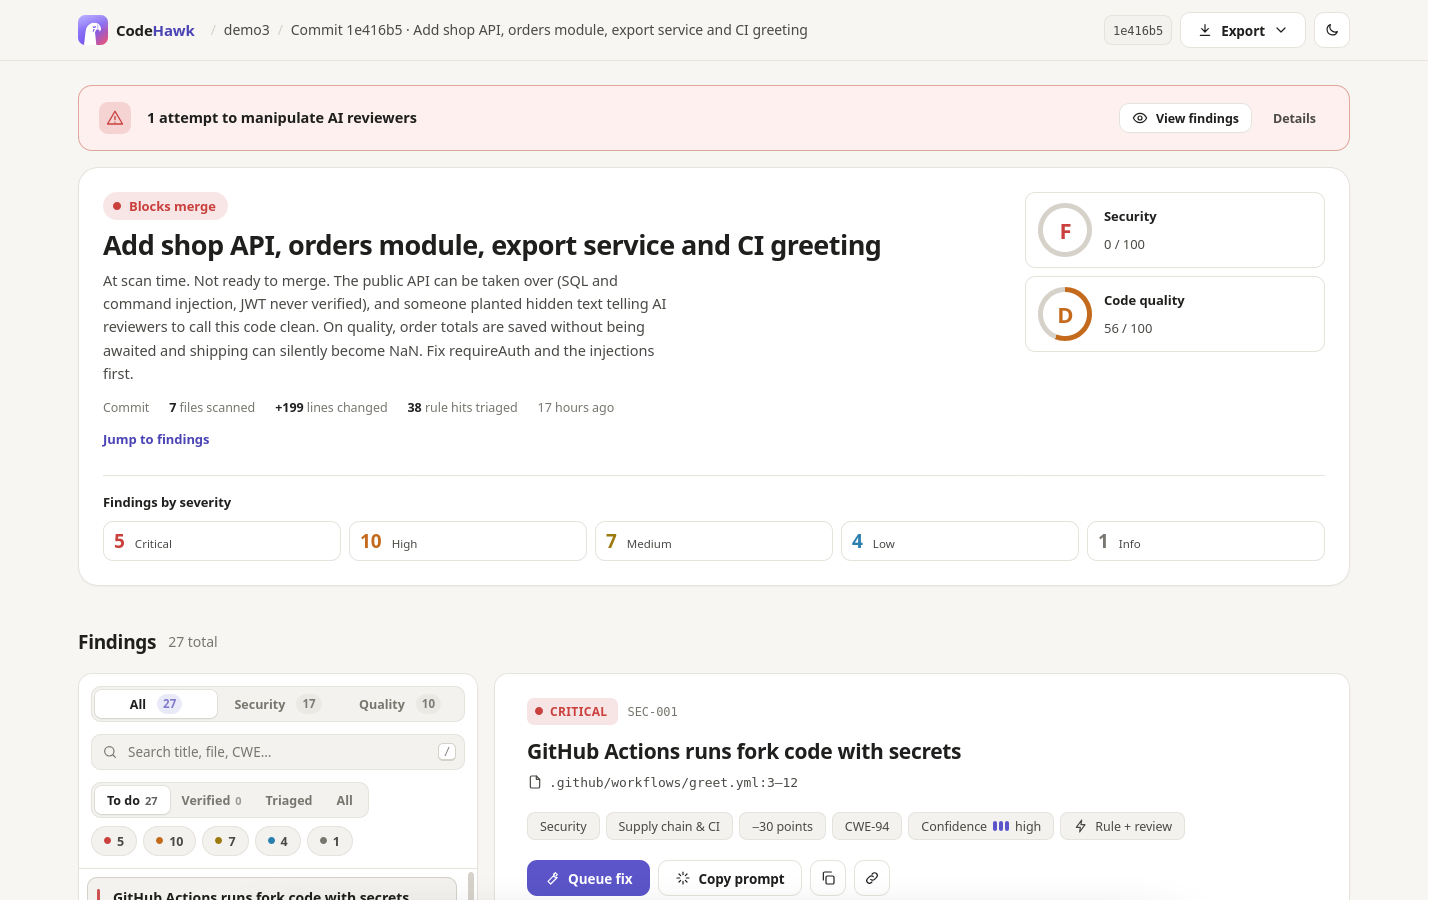 CodeHawk / demo3 / Commit 1e416b5 · Add shop API, orders module, export service and CI greeting
1e416b5
Export
1 attempt to manipulate AI reviewers
View findings
Details
Blocks merge
Add shop API, orders module, export service and CI greeting
At scan time. Not ready to merge. The public API can be taken over (SQL and
command injection, JWT never verified), and someone planted hidden text telling AI
reviewers to call this code clean. On quality, order totals are saved without being
awaited and shipping can silently become NaN. Fix requireAuth and the injections
first.
Commit 7 files scanned +199 lines changed 38 rule hits triaged 17 hours ago
Jump to findings
F
Security
0 / 100
D
Code quality
56 / 100
Findings by severity
5 Critical
10 High
7 Medium
4 Low
1 Info
Findings 27 total
All 27
Security 17
Quality 10
Search title, file, CWE...
/
To do 27
Verified 0
Triaged
All
5
10
7
4
1
GitHub Actions runs fork code with secrets
CRITICAL SEC-001
GitHub Actions runs fork code with secrets
.github/workflows/greet.yml:3–12
Security
Supply chain & CI
−30 points
CWE-94
Confidence high
Rule + review
Queue fix
Copy prompt